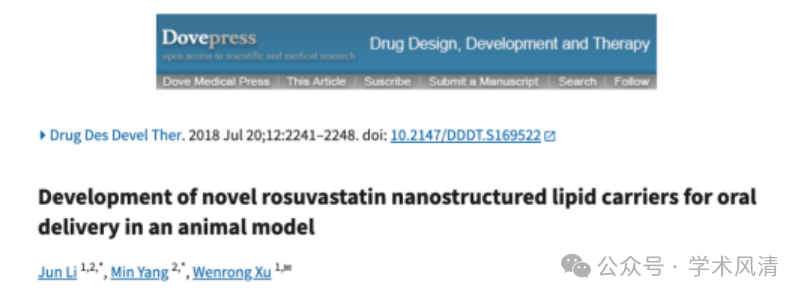 Dovepress
open access to scientific and medical research
Drug Design, Development and Therapy
Dove Medical Press | This Article | Suscribe | Submit a Manuscript | Search | Follow
Drug Des Devel Ther. 2018 Jul 20;12:2241–2248. doi: 10.2147/DDDT.S169522
Development of novel rosuvastatin nanostructured lipid carriers for oral
delivery in an animal model
Jun Li 1,2,*, Min Yang 2,*, Wenrong Xu 1,✉
公众号 · 学术风清